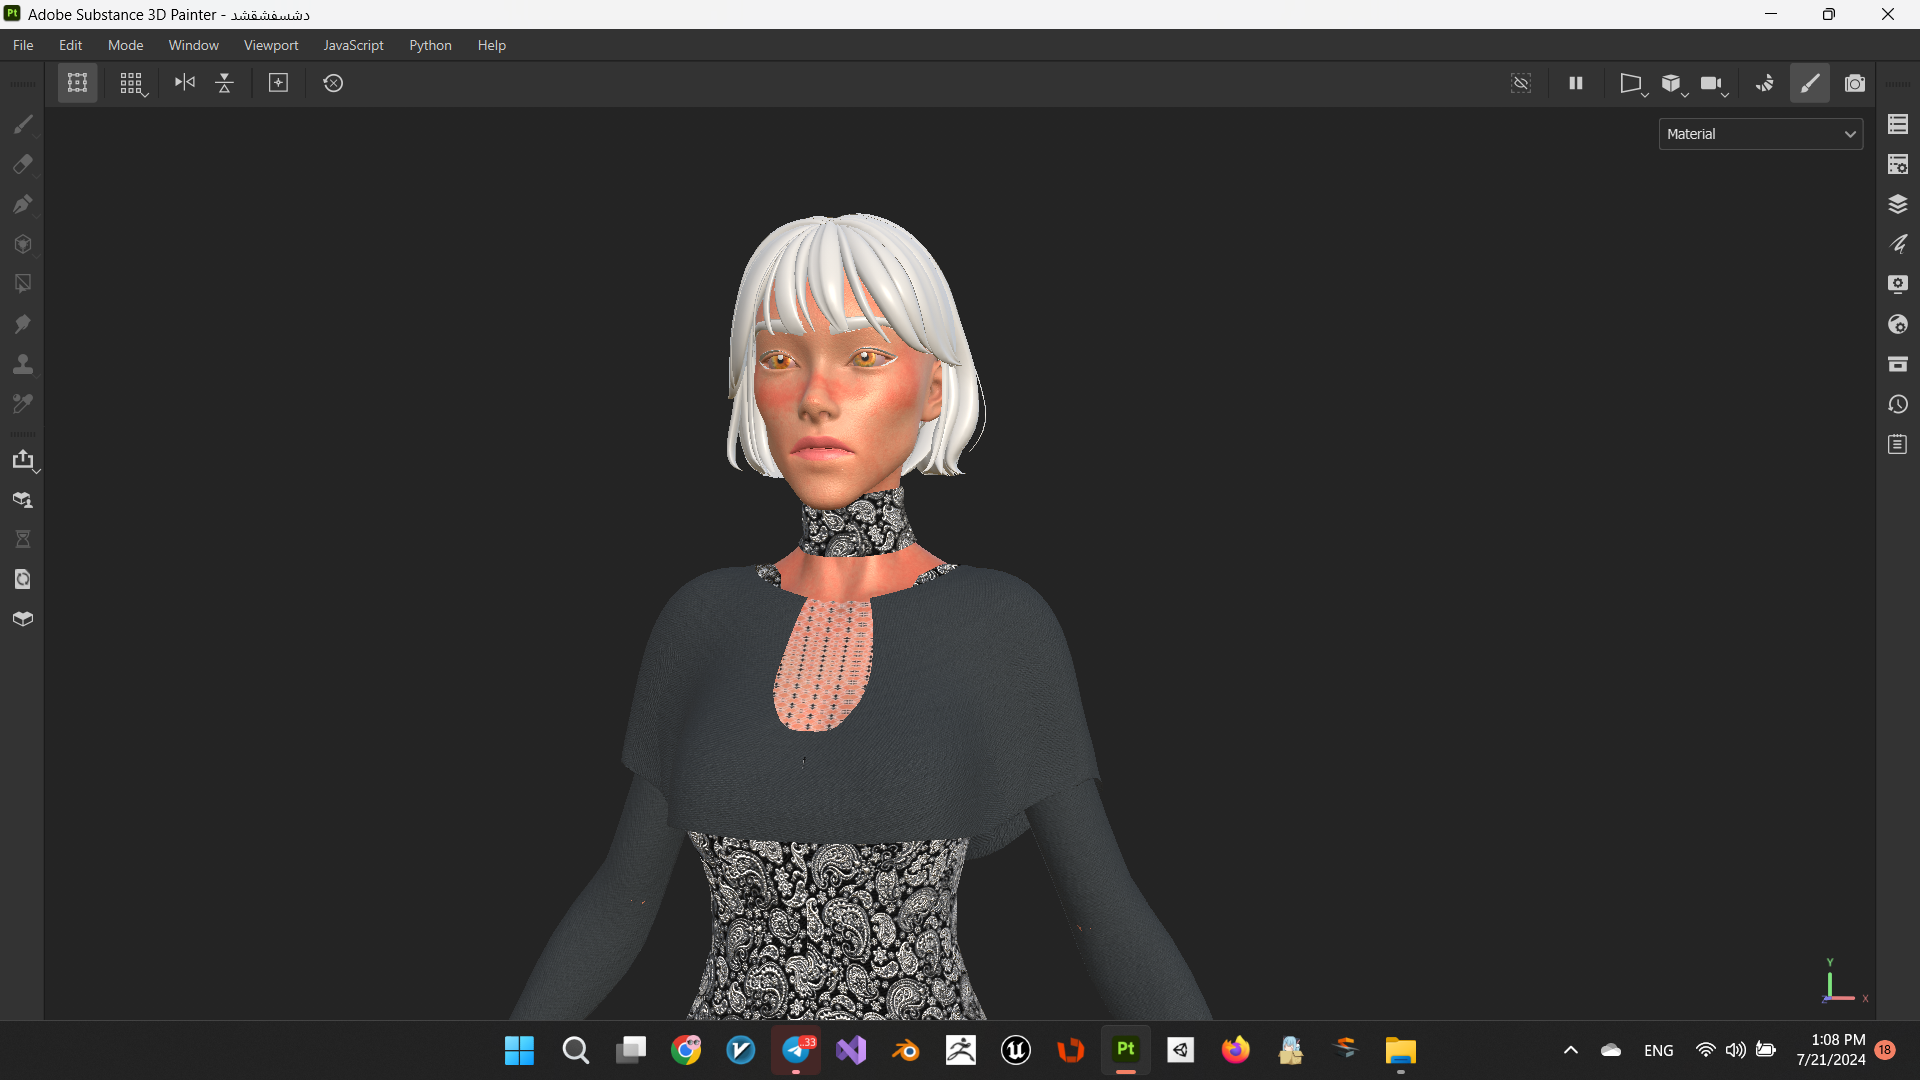 Pt Adobe Substance 3D Painter - دشسفشقشد
File Edit Mode Window Viewport JavaScript Python Help
Material
Y
Z X
..33
Pt
ENG
1:08 PM
7/21/2024
18